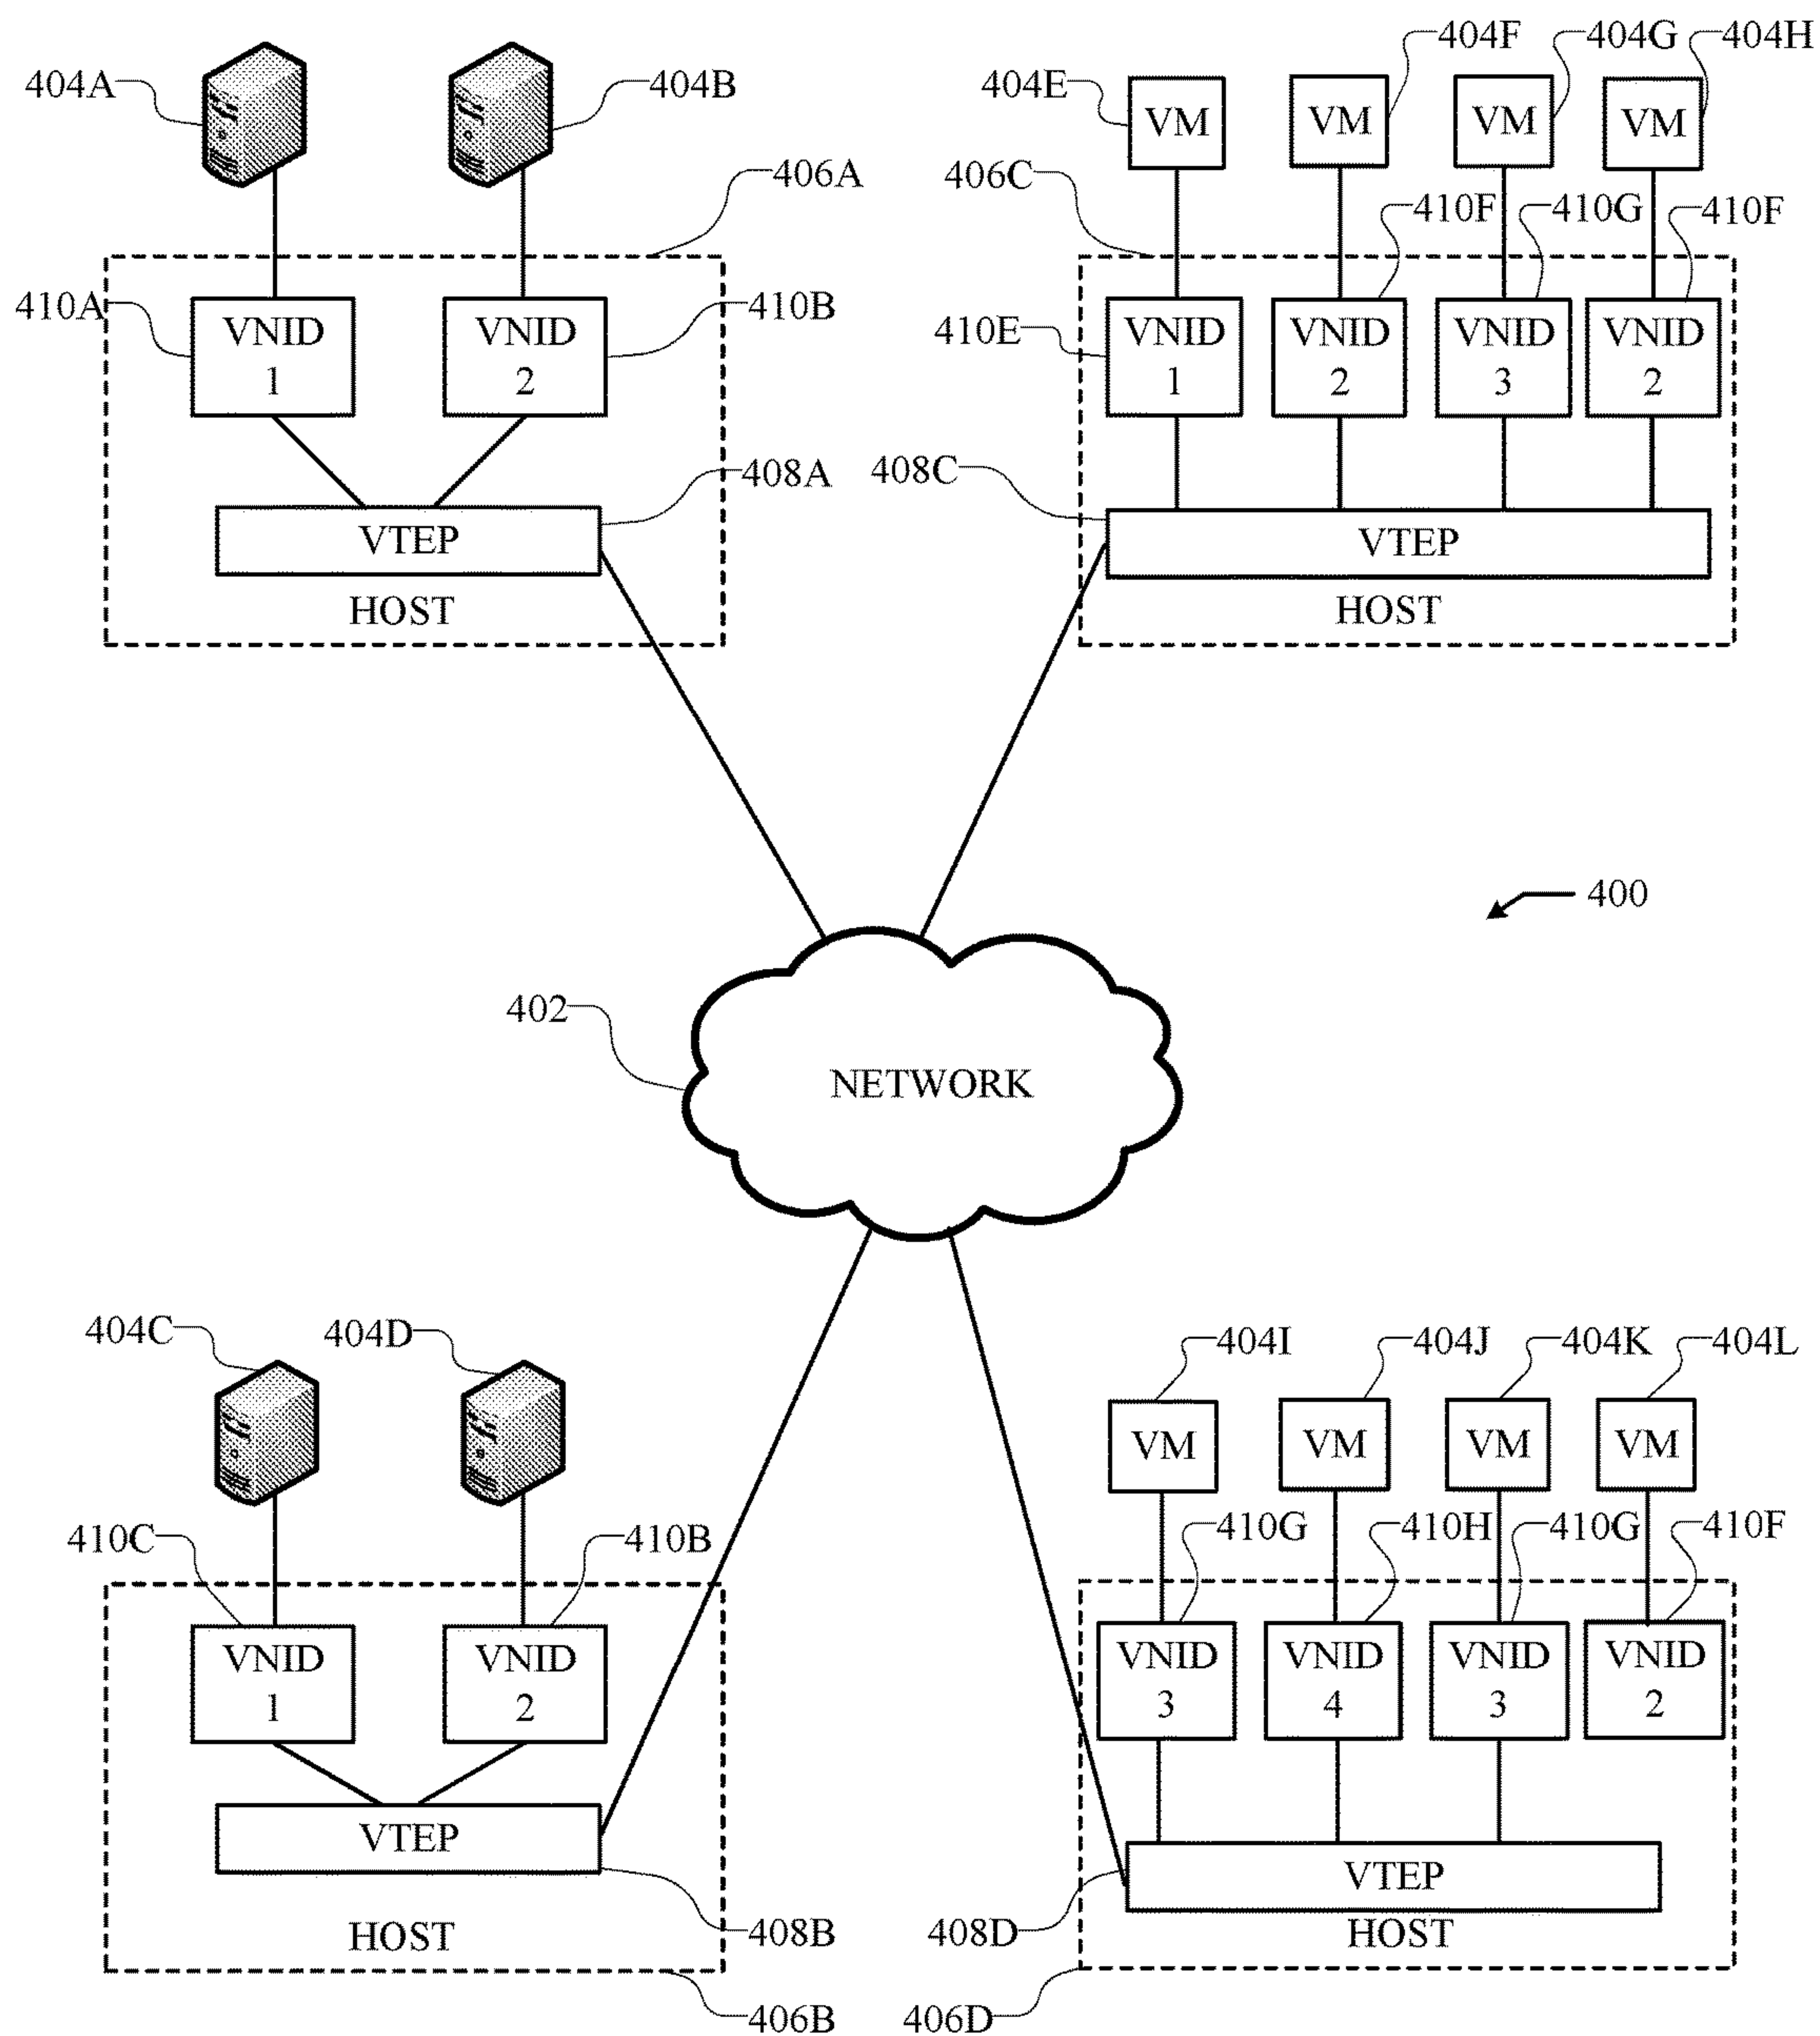 404A
404B
404E
404F
404G
404H
VM
VM
VM
VM
406A
406C
410F
410G
410F
410A
VNID
1
VNID
2
410B
410E
VNID
1
VNID
2
VNID
3
VNID
2
408A
408C
VTEP
HOST
VTEP
HOST
400
402
NETWORK
404C
404D
404I
404J
404K
404L
VM
VM
VM
VM
410C
410B
410G
410H
410G
410F
VNID
1
VNID
2
VNID
3
VNID
4
VNID
3
VNID
2
VTEP
HOST
408B
406B
VTEP
HOST
408D
406D